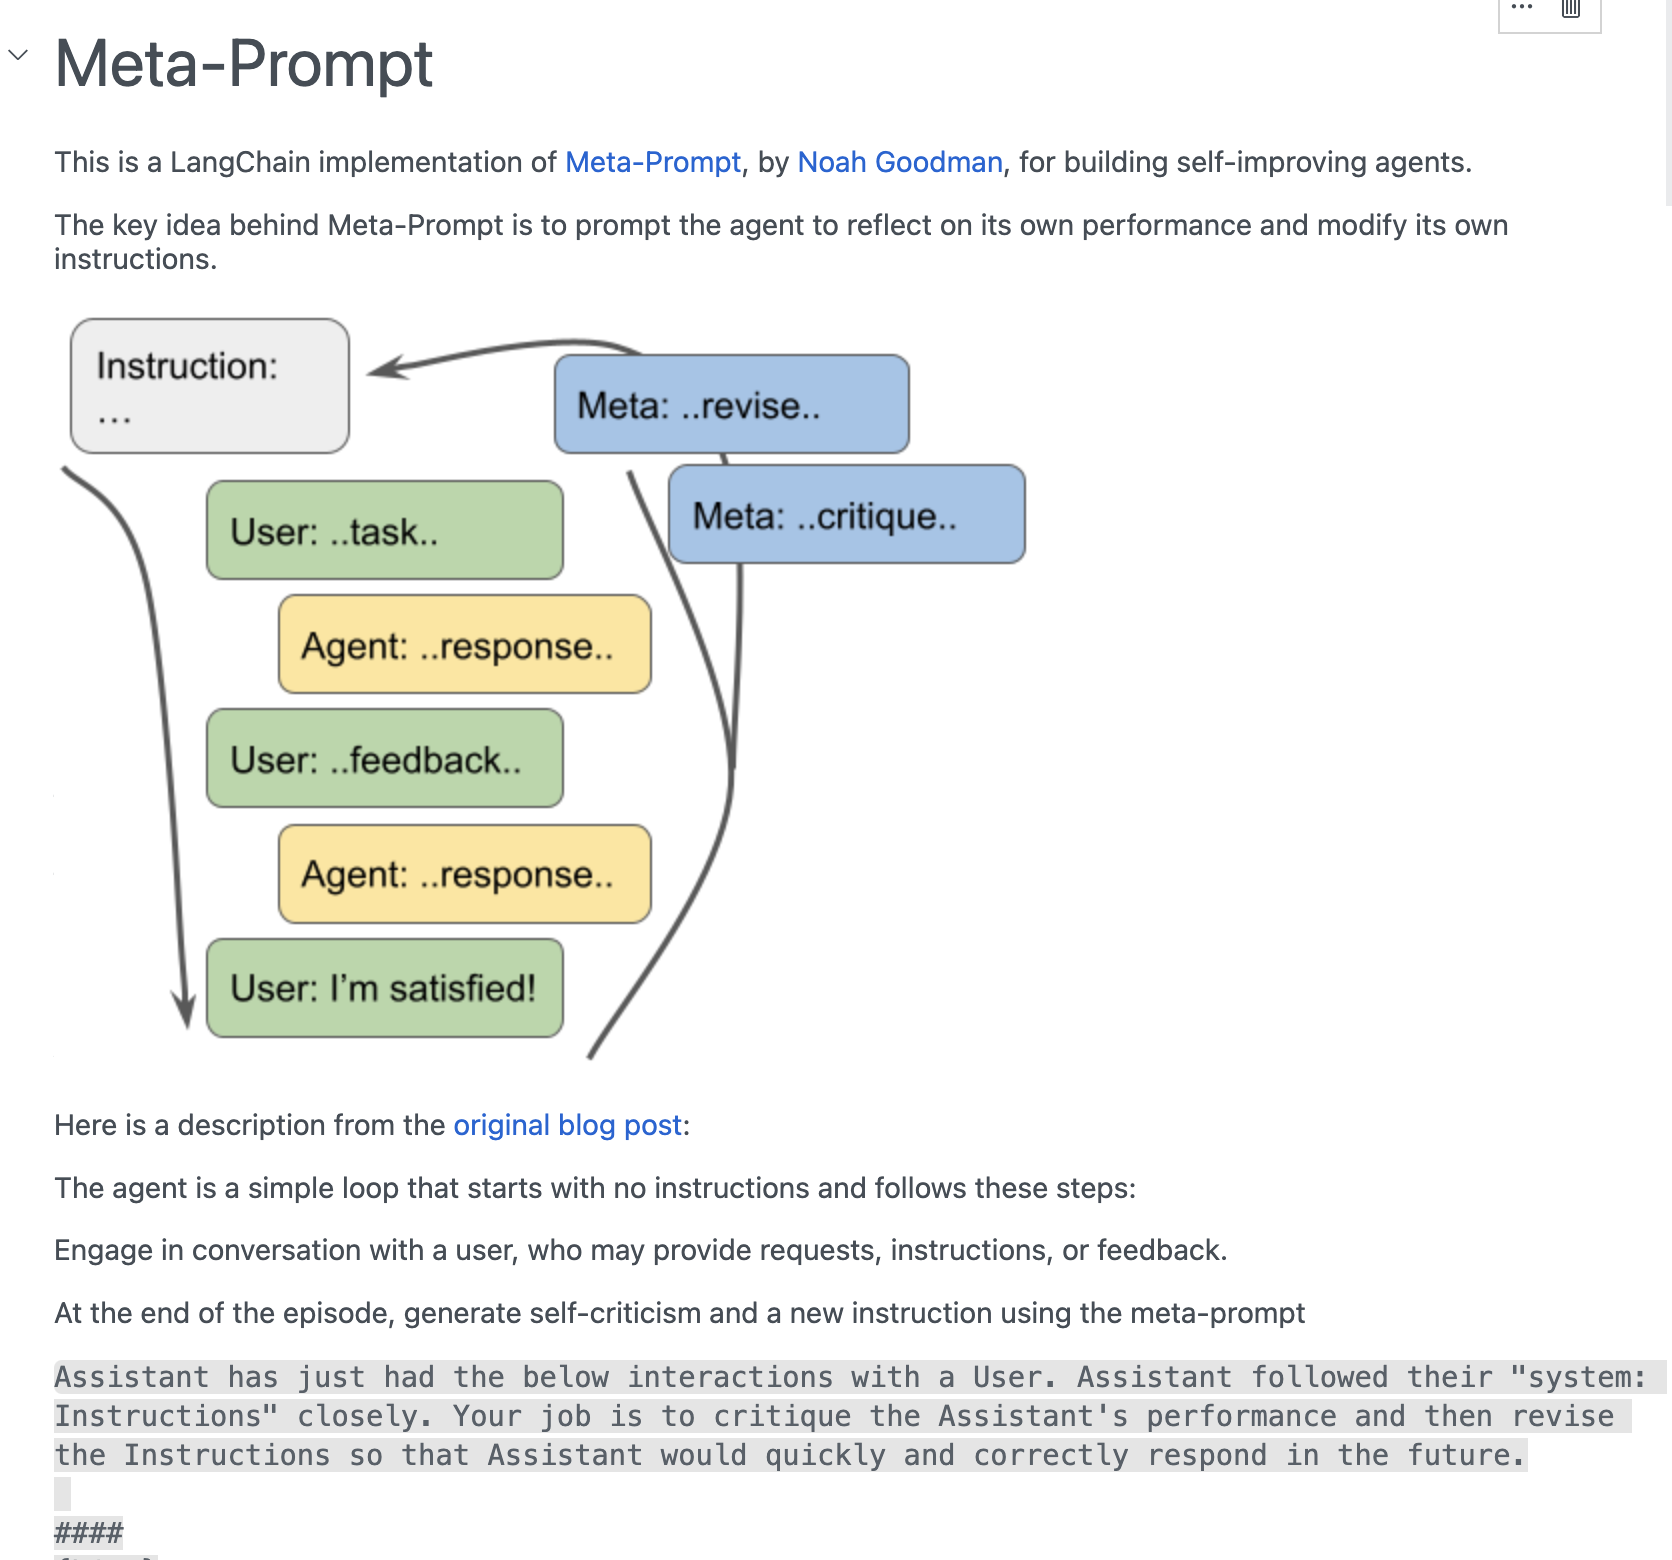 Meta-Prompt
This is a LangChain implementation of Meta-Prompt, by Noah Goodman, for building self-improving agents.
The key idea behind Meta-Prompt is to prompt the agent to reflect on its own performance and modify its own
instructions.
Instruction:
...
Meta: ..revise..
Meta: ..critique..
User: ..task..
Agent: ..response..
User: ..feedback..
Agent: ..response..
User: I'm satisfied!
Here is a description from the original blog post:
The agent is a simple loop that starts with no instructions and follows these steps:
Engage in conversation with a user, who may provide requests, instructions, or feedback.
At the end of the episode, generate self-criticism and a new instruction using the meta-prompt
Assistant has just had the below interactions with a User. Assistant followed their "system:
Instructions" closely. Your job is to critique the Assistant's performance and then revise
the Instructions so that Assistant would quickly and correctly respond in the future.
####